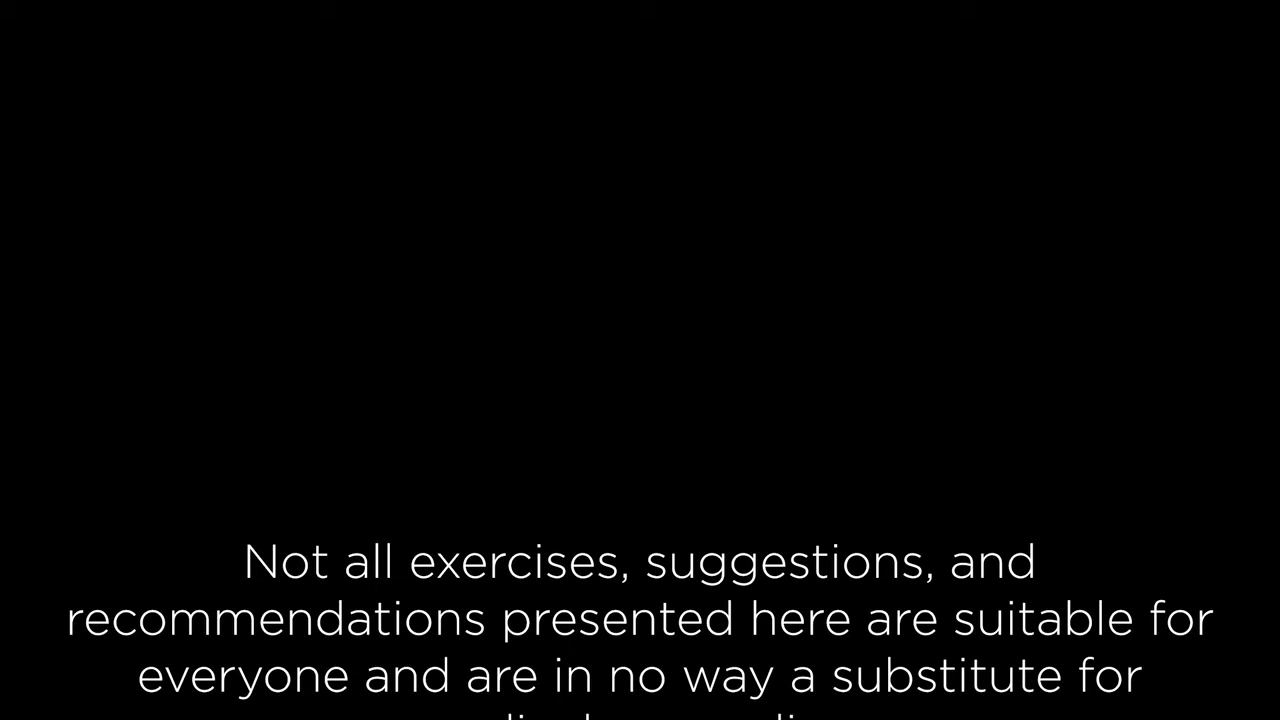 Not all exercises, suggestions, and
recommendations presented here are suitable for
everyone and are in no way a substitute for